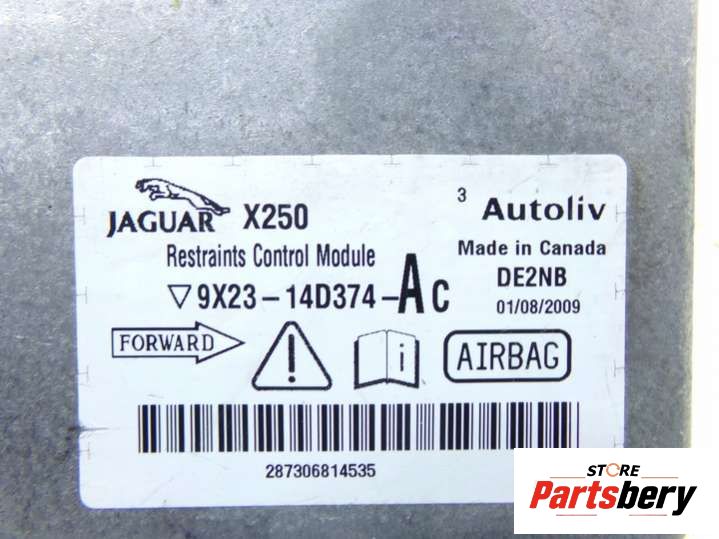 JAGUAR X250
3 Autoliv
Restraints Control Module
Made in Canada
9X23-14D374-Ac
DE2NB
01/08/2009
FORWARD
i
AIRBAG
287306814535
STORE
Partsbery